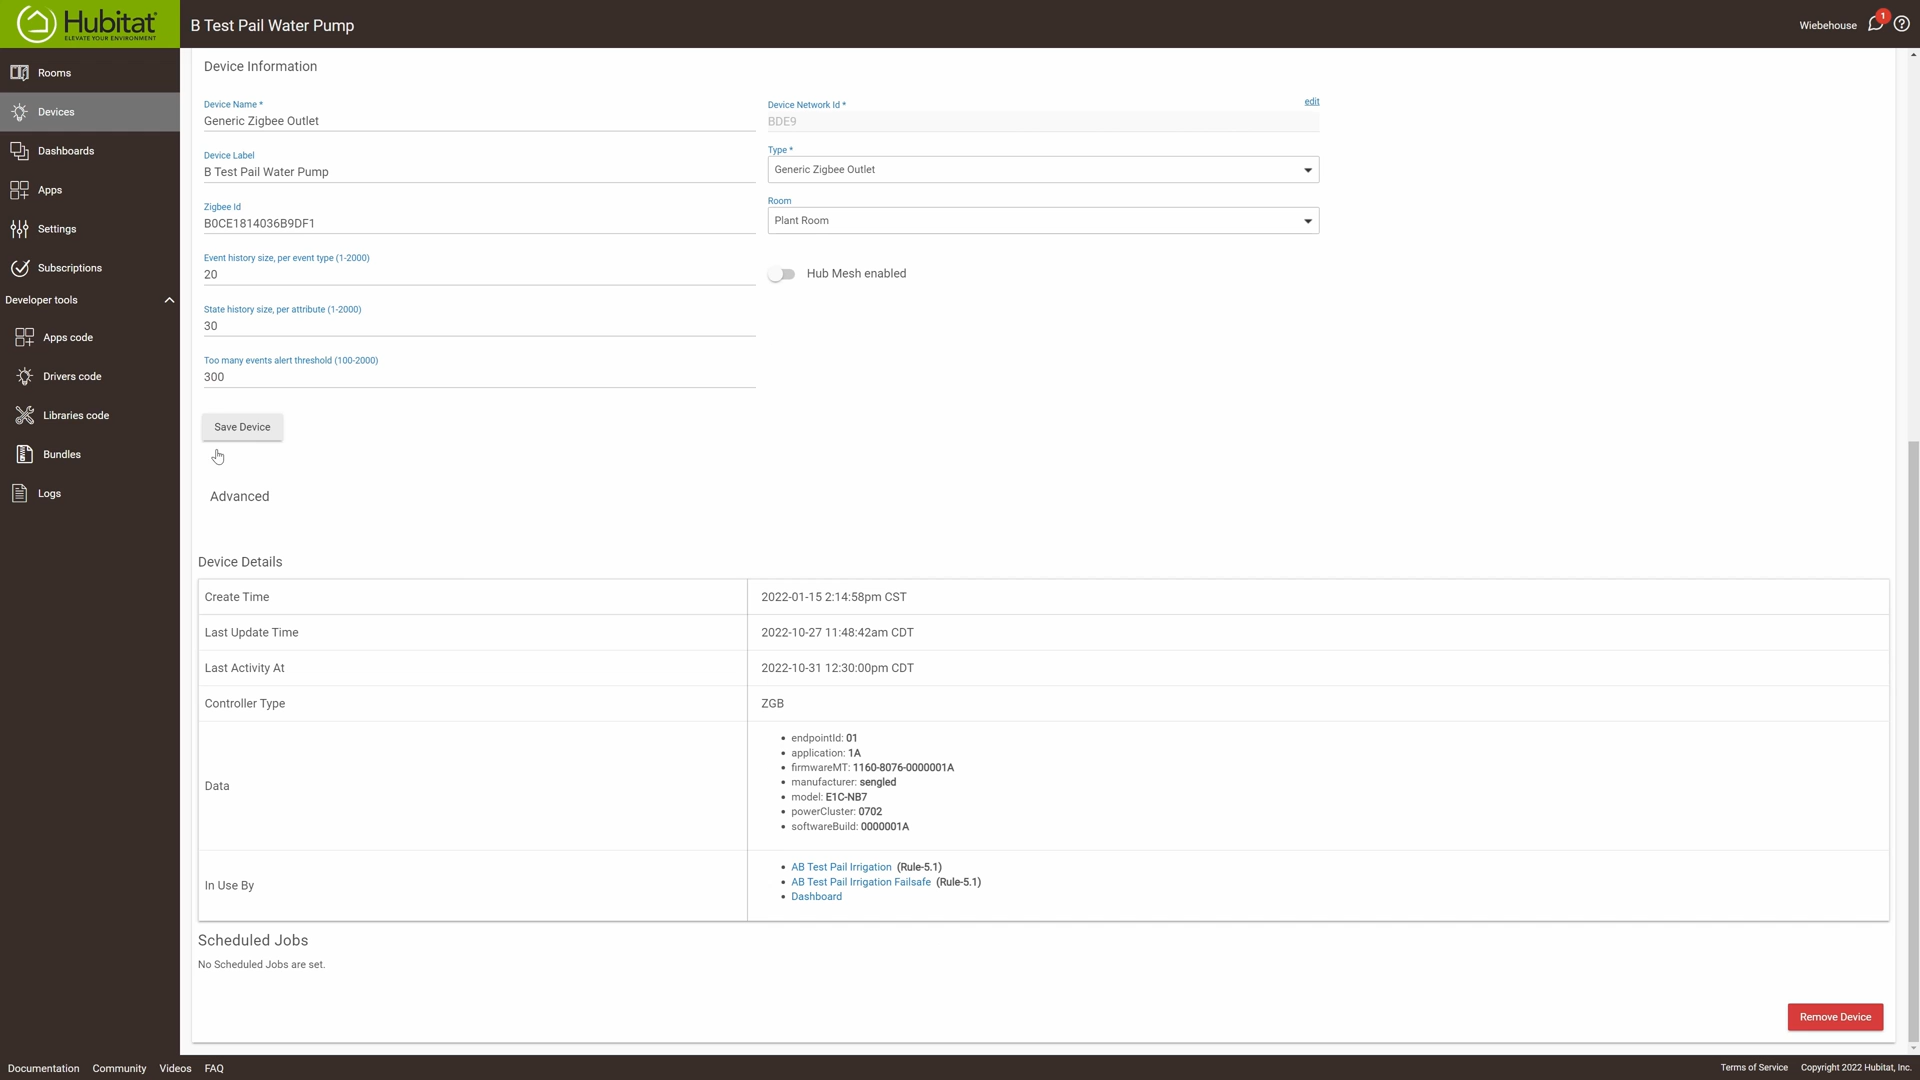 Hubitat
ELEVATE YOUR ENVIRONMENT
B Test Pail Water Pump
Wiebehouse
1
Rooms
Devices
Dashboards
Apps
Settings
Subscriptions
Developer tools
Apps code
Drivers code
Libraries code
Bundles
Logs
Device Information
Device Name *
Generic Zigbee Outlet
Device Network Id *
edit
BDE9
Device Label
B Test Pail Water Pump
Type *
Generic Zigbee Outlet
Zigbee Id
B0CE1814036B9DF1
Room
Plant Room
Event history size, per event type (1-2000)
20
Hub Mesh enabled
State history size, per attribute (1-2000)
30
Too many events alert threshold (100-2000)
300
Save Device
Advanced
Device Details
Create Time
2022-01-15 2:14:58pm CST
Last Update Time
2022-10-27 11:48:42am CDT
Last Activity At
2022-10-31 12:30:00pm CDT
Controller Type
ZGB
Data
• endpointId: 01
• application: 1A
• firmwareMT: 1160-8076-0000001A
• manufacturer: sengled
• model: E1C-NB7
• powerCluster: 0702
• softwareBuild: 0000001A
In Use By
• AB Test Pail Irrigation (Rule-5.1)
• AB Test Pail Irrigation Failsafe (Rule-5.1)
• Dashboard
Scheduled Jobs
No Scheduled Jobs are set.
Remove Device
Documentation Community Videos FAQ
Terms of Service Copyright 2022 Hubitat, Inc.